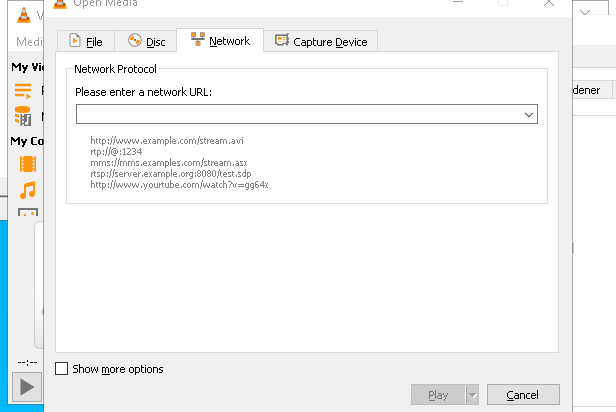 Open Media
V
Medi
File
Disc
Network
Capture Device
My Vi
Network Protocol
Please enter a network URL:
dener
http://www.example.com/stream.avi
rtp://@:1234
My Co
mms://mms.examples.com/stream.asx
rtsp://server.example.org:8080/test.sdp
http://www.yourtube.com/watch?v=gg64x
--:--
Show more options
Play
Cancel